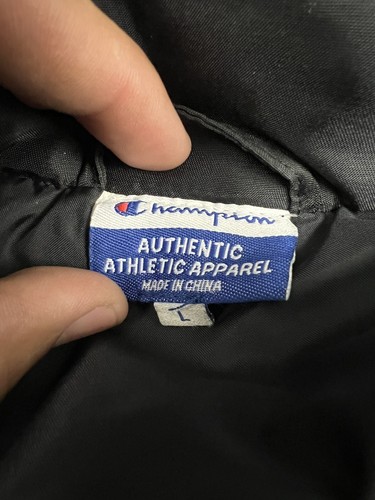 Champion
AUTHENTIC
ATHLETIC APPAREL
MADE IN CHINA
L